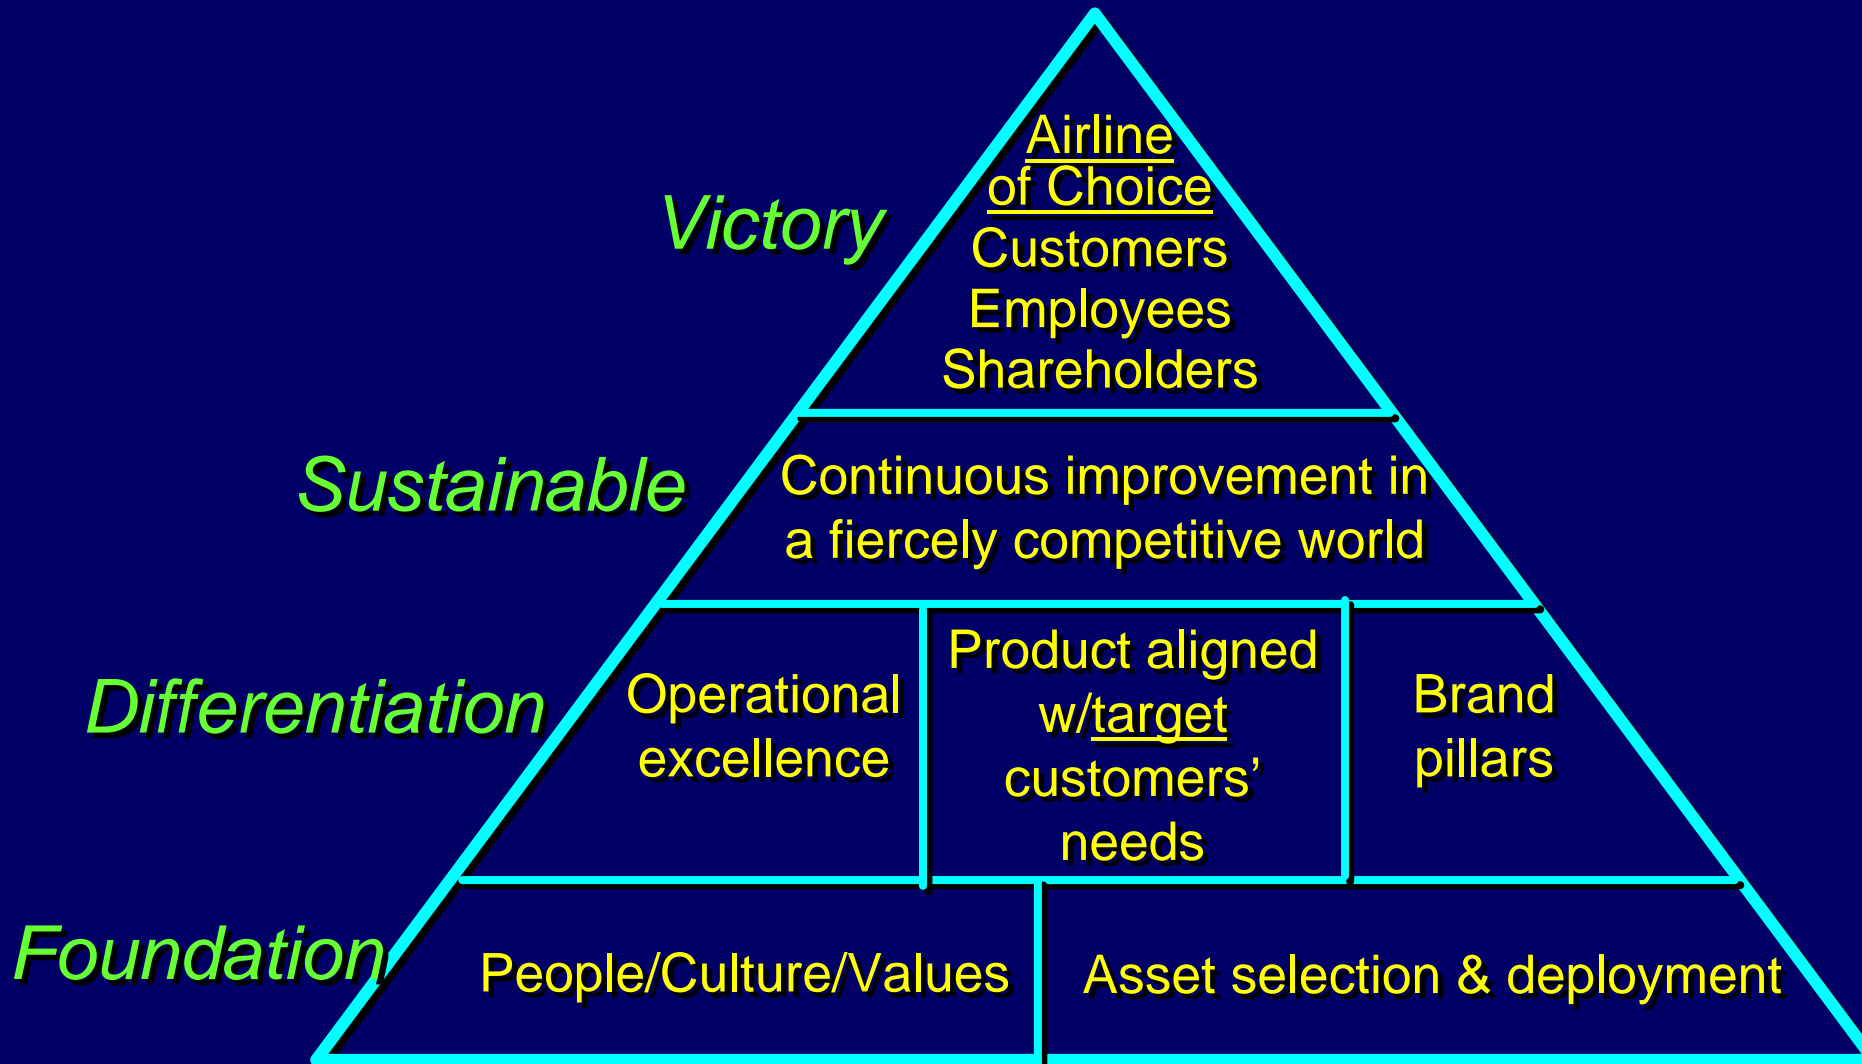 Victory
Airline
of Choice
Customers
Employees
Shareholders
Sustainable
Continuous improvement in
a fiercely competitive world
Differentiation
Operational
excellence
Product aligned
w/target
customers’
needs
Brand
pillars
Foundation
People/Culture/Values
Asset selection & deployment